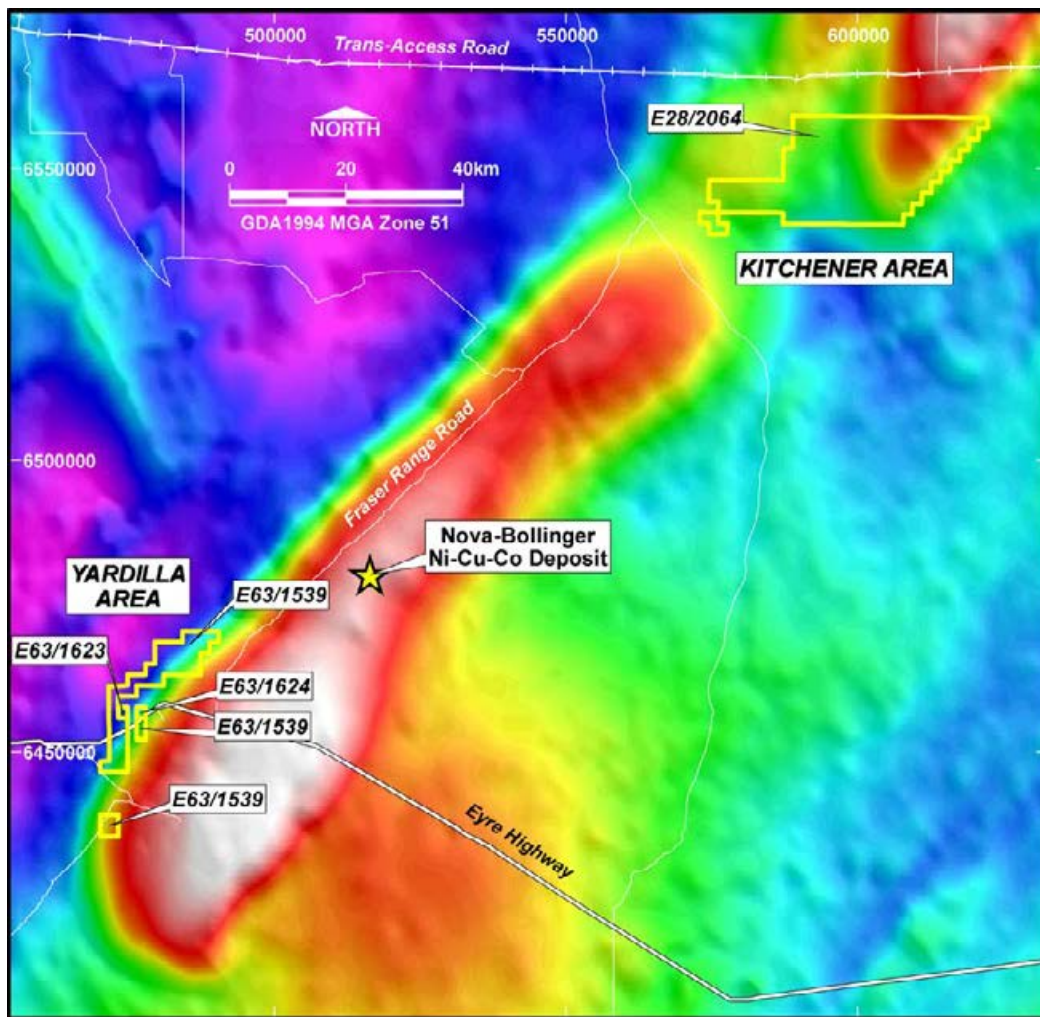 500000
550000
600000
Trans-Access Road
NORTH
0 20 40km
GDA1994 MGA Zone 51
E28/2064
6550000
KITCHENER AREA
Fraser Range Road
6500000
Nova-Bollinger
Ni-Cu-Co Deposit
YARDILLA
AREA
E63/1539
E63/1623
E63/1624
E63/1539
6450000
E63/1539
Eyre Highway